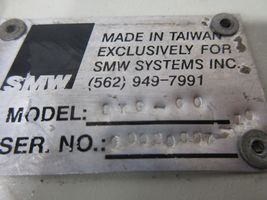 MADE IN TAIWAN
EXCLUSIVELY FOR
SMW SYSTEMS INC.
(562) 949-7991
SMW
MODEL:
SER. NO.: